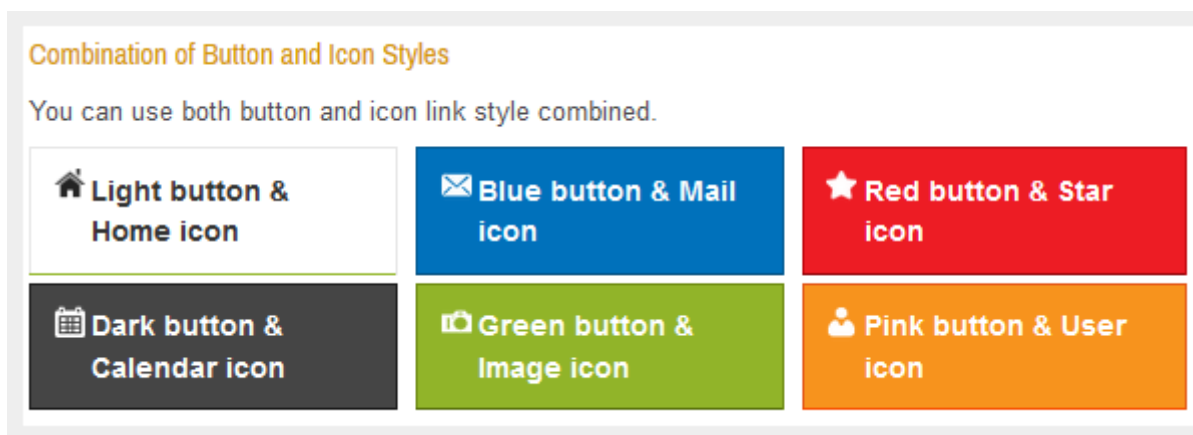 Combination of Button and Icon Styles
You can use both button and icon link style combined.
Light button &
Home icon
Blue button & Mail
icon
Red button & Star
icon
Dark button &
Calendar icon
Green button &
Image icon
Pink button & User
icon